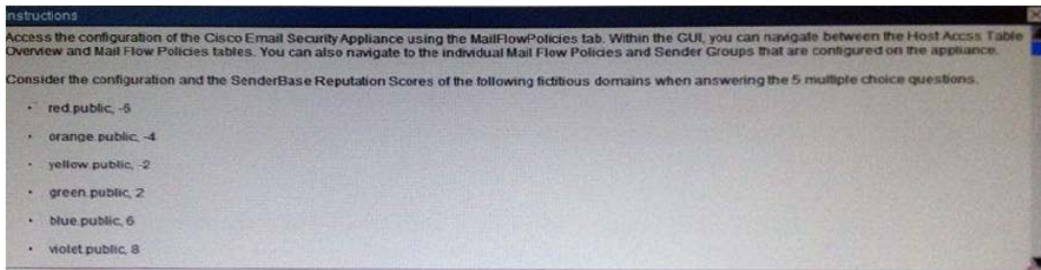 nstructions
Access the configuration of the Cisco Email Security Appliance using the MailFlowPolicies tab. Within the GUI, you can navigate between the Host Accss Table
Overview and Mail Flow Policies tables. You can also navigate to the individual Mail Flow Policies and Sender Groups that are configured on the appliance.
Consider the configuration and the SenderBase Reputation Scores of the following fictitious domains when answering the 5 multiple choice questions.
• red.public, -6
• orange.public, -4
• yellow.public, -2
• green.public, 2
• blue.public, 6
• violet.public, 8